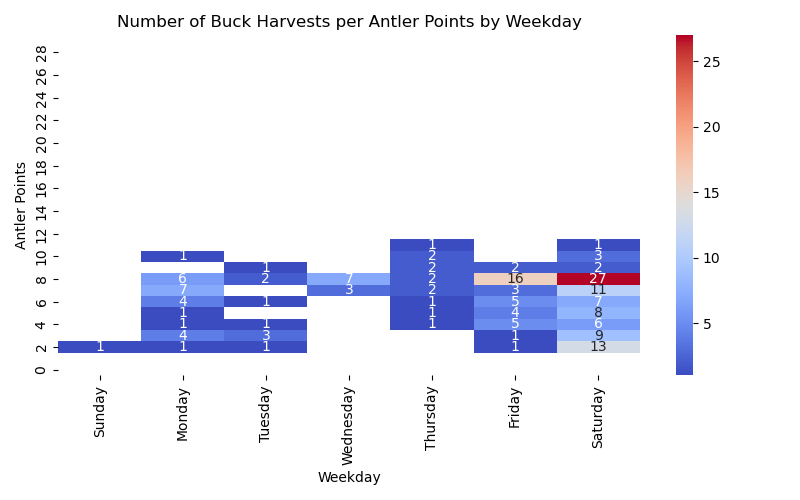 Number of Buck Harvests per Antler Points by Weekday
28
26
24
22
20
18
16
14
12
10
8
6
4
2
0
Antler Points
1 1
1 2 3
1 2 2 2
6 2 7 2 16 27
7 3 2 3 11
4 1 1 5 7
1 1 4 8
1 1 1 5 6
4 3 1 9
1 1 1 1 13
Sunday
Monday
Tuesday
Wednesday
Thursday
Friday
Saturday
Weekday
25
20
15
10
5